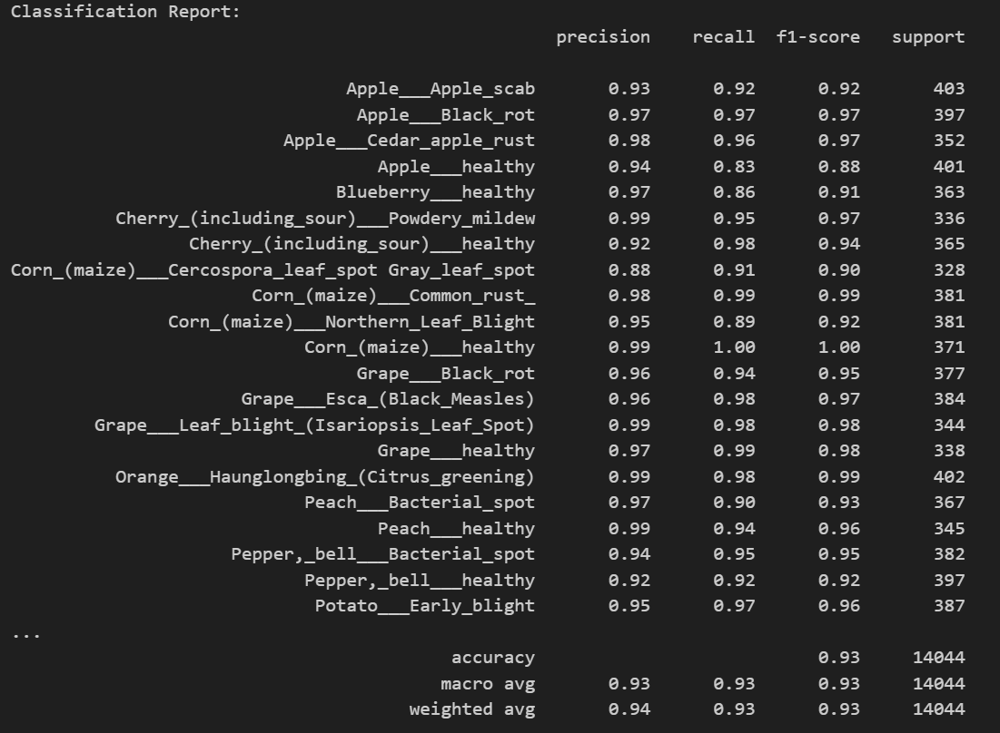 Classification Report:
precision recall f1-score support
Apple___Apple_scab 0.93 0.92 0.92 403
Apple___Black_rot 0.97 0.97 0.97 397
Apple___Cedar_apple_rust 0.98 0.96 0.97 352
Apple___healthy 0.94 0.83 0.88 401
Blueberry___healthy 0.97 0.86 0.91 363
Cherry_(including_sour)___Powdery_mildew 0.99 0.95 0.97 336
Cherry_(including_sour)___healthy 0.92 0.98 0.94 365
Corn_(maize)___Cercospora_leaf_spot Gray_leaf_spot 0.88 0.91 0.90 328
Corn_(maize)___Common_rust_ 0.98 0.99 0.99 381
Corn_(maize)___Northern_Leaf_Blight 0.95 0.89 0.92 381
Corn_(maize)___healthy 0.99 1.00 1.00 371
Grape___Black_rot 0.96 0.94 0.95 377
Grape___Esca_(Black_Measles) 0.96 0.98 0.97 384
Grape___Leaf_blight_(Isariopsis_Leaf_Spot) 0.99 0.98 0.98 344
Grape___healthy 0.97 0.99 0.98 338
Orange___Haunglongbing_(Citrus_greening) 0.99 0.98 0.99 402
Peach___Bacterial_spot 0.97 0.90 0.93 367
Peach___healthy 0.99 0.94 0.96 345
Pepper,_bell___Bacterial_spot 0.94 0.95 0.95 382
Pepper,_bell___healthy 0.92 0.92 0.92 397
Potato___Early_blight 0.95 0.97 0.96 387
...
accuracy 0.93 14044
macro avg 0.93 0.93 0.93 14044
weighted avg 0.94 0.93 0.93 14044